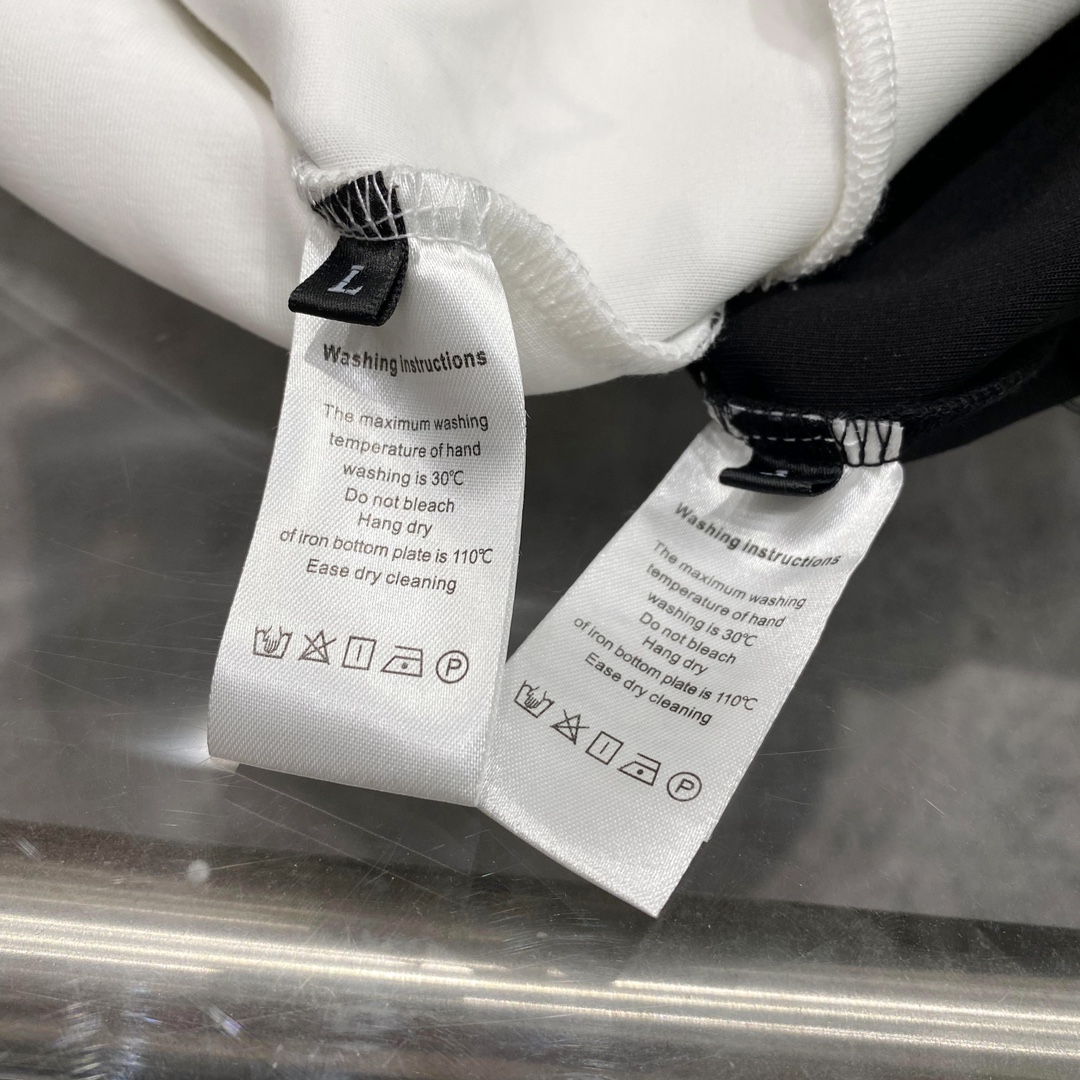 L
Washing instructions
The maximum washing
temperature of hand
washing is 30℃
Do not bleach
Hang dry
of iron bottom plate is 110℃
Ease dry cleaning
P
Washing instructions
The maximum washing
temperature of hand
washing is 30℃
Do not bleach
Hang dry
of iron bottom plate is 110℃
Ease dry cleaning
P